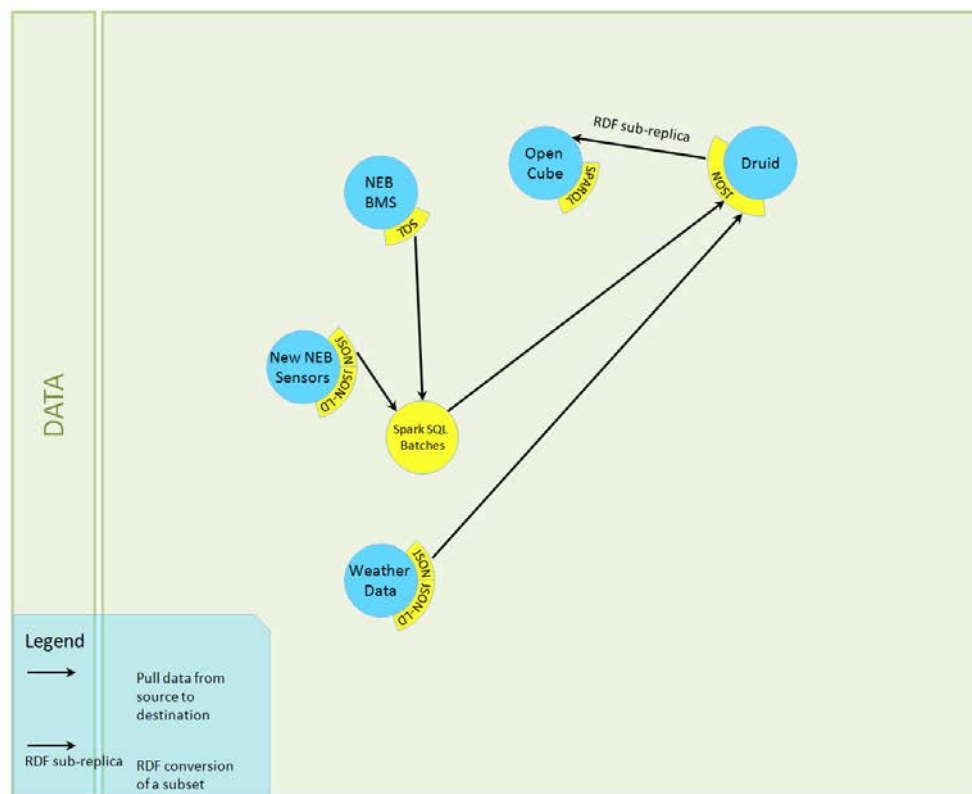 DATA
RDF sub-replica
Open
Cube
SPARQL
Druid
JSON
NEB
BMS
SQL
New NEB
Sensors
JSON JSON-LD
Spark SQL
Batches
Weather
Data
JSON JSON-LD
Legend
Pull data from
source to
destination
RDF sub-replica
RDF conversion
of a subset